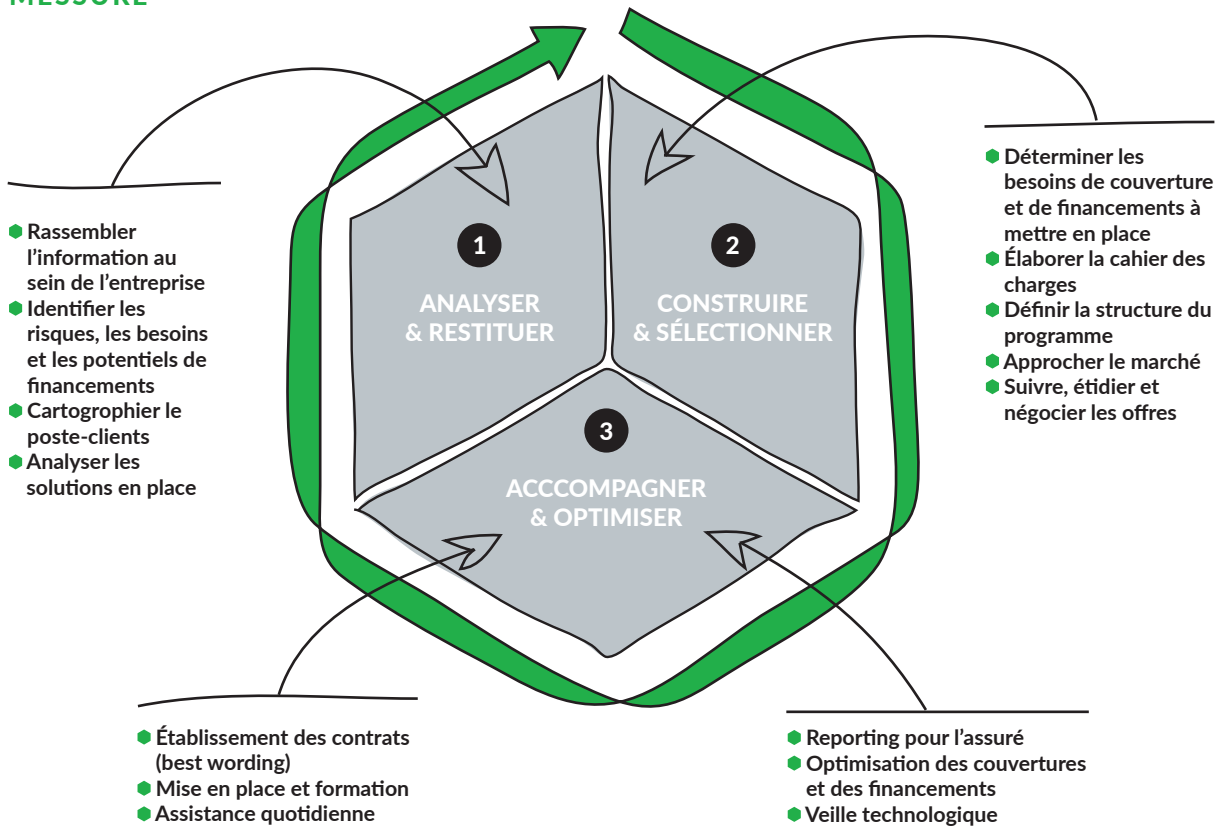 MESSURE
Rassembler
l'information au
sein de l'entreprise
Identifier les
risques, les besoins
et les potentiels de
financements
Cartogrophier le
poste-clients
Analyser les
solutions en place
1
ANALYSER
& RESTITUER
2
CONSTRUIRE
& SÉLECTIONNER
Déterminer les
besoins de couverture
et de financements à
mettre en place
Élaborer la cahier des
charges
Définir la structure du
programme
Approcher le marché
Suivre, étidier et
négocier les offres
3
ACCCOMPAGNER
& OPTIMISER
Établissement des contrats
(best wording)
Mise en place et formation
Assistance quotidienne
Reporting pour l'assuré
Optimisation des couvertures
et des financements
Veille technologique